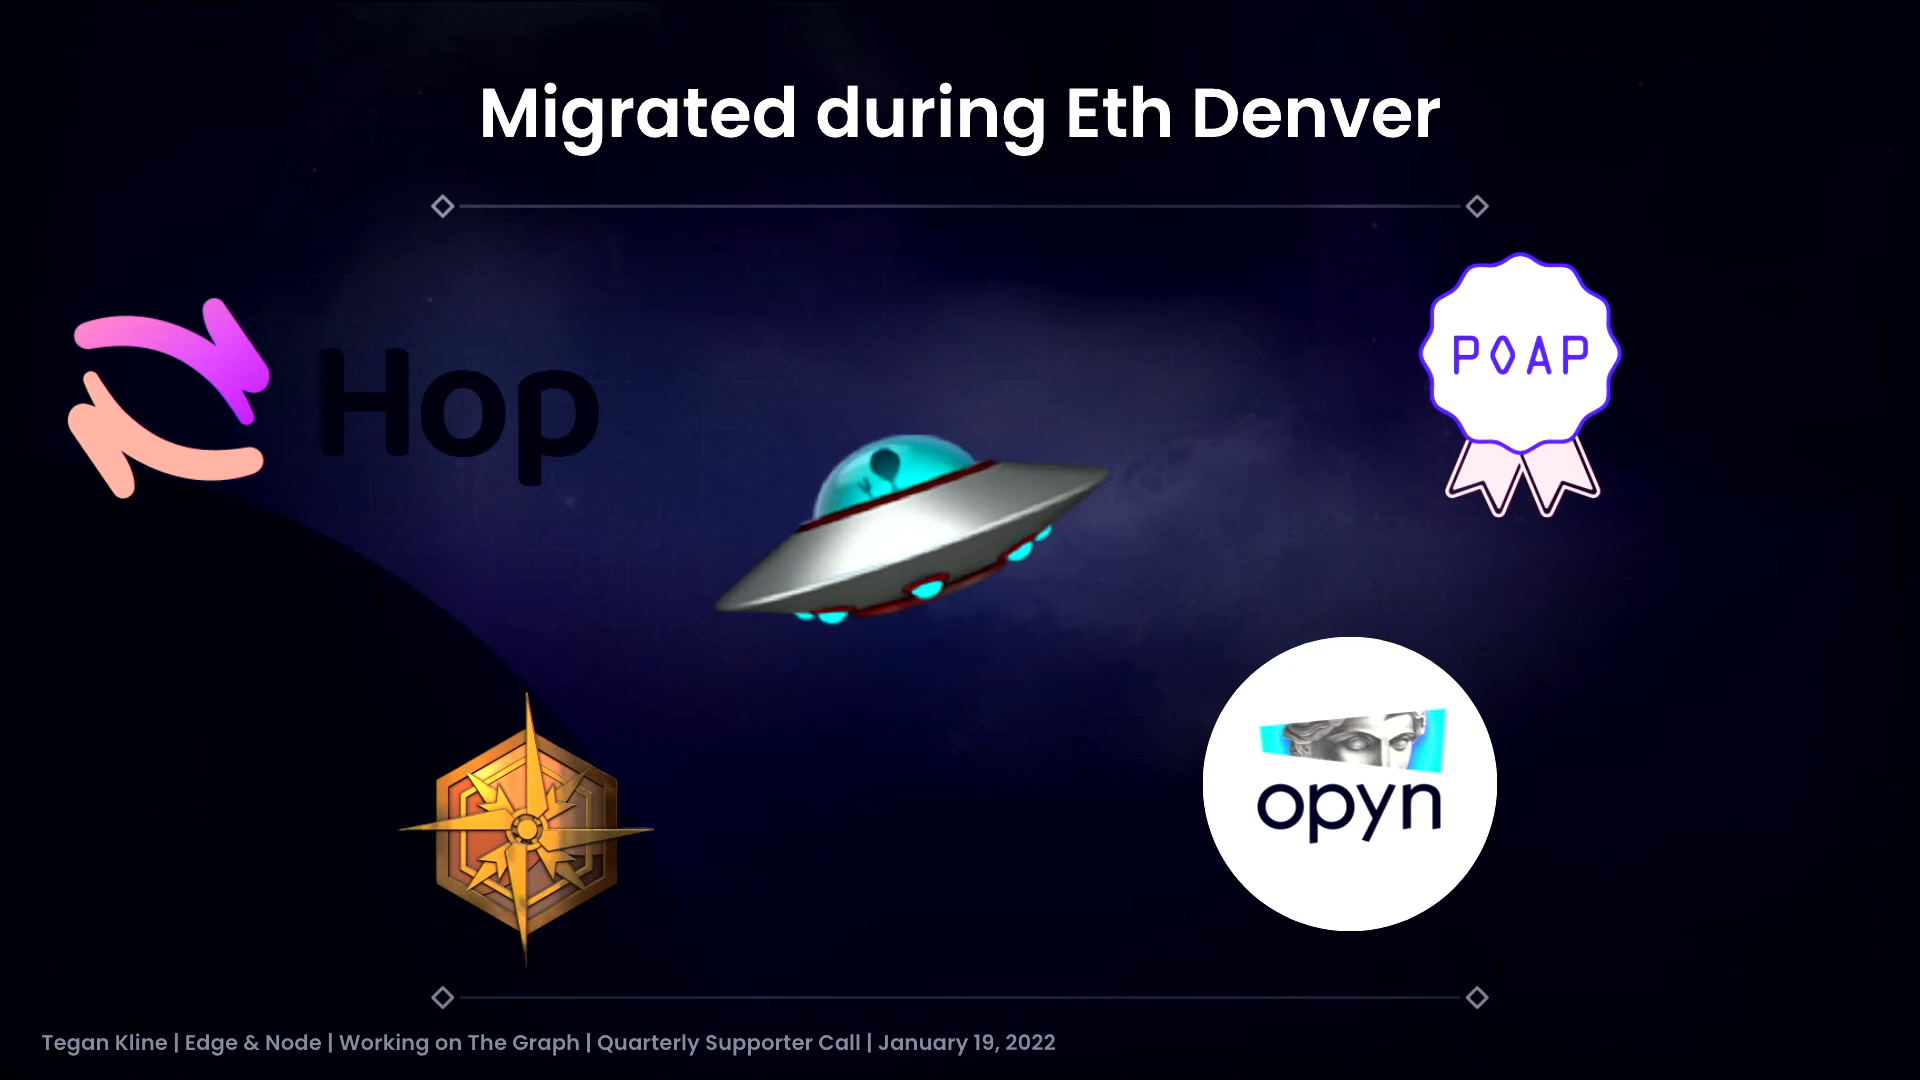 Migrated during Eth Denver
Hop
POAP
opyn
Tegan Kline | Edge & Node | Working on The Graph | Quarterly Supporter Call | January 19, 2022